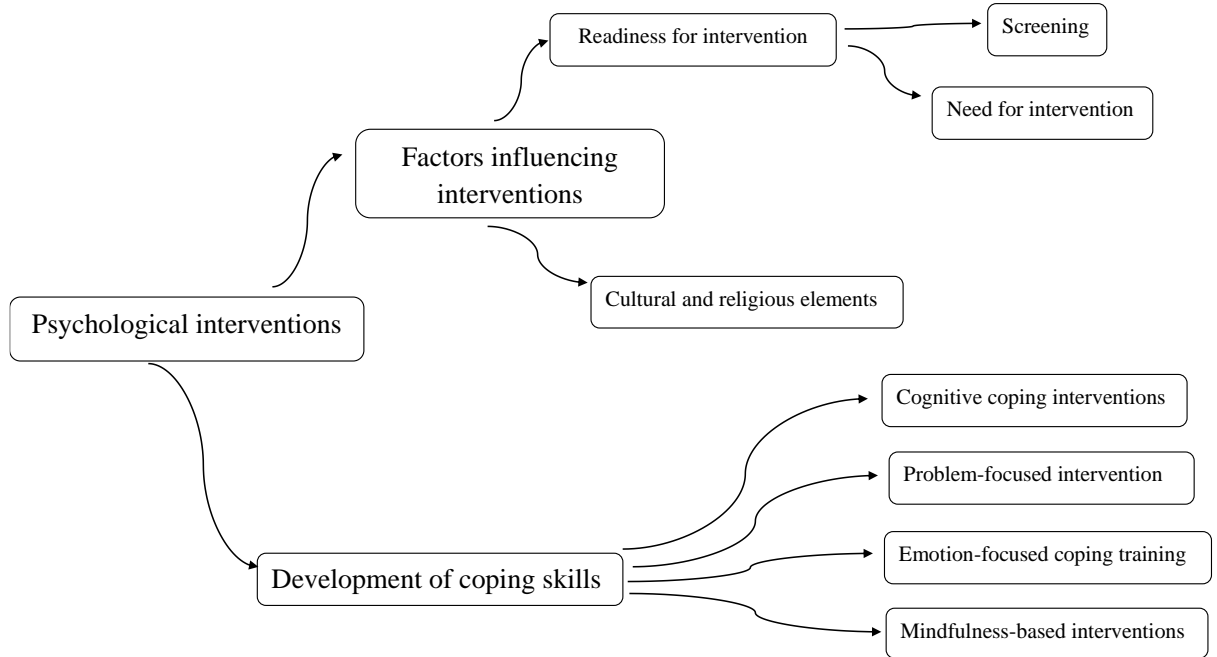 Readiness for intervention
Screening
Need for intervention
Factors influencing
interventions
Cultural and religious elements
Psychological interventions
Cognitive coping interventions
Problem-focused intervention
Emotion-focused coping training
Development of coping skills
Mindfulness-based interventions